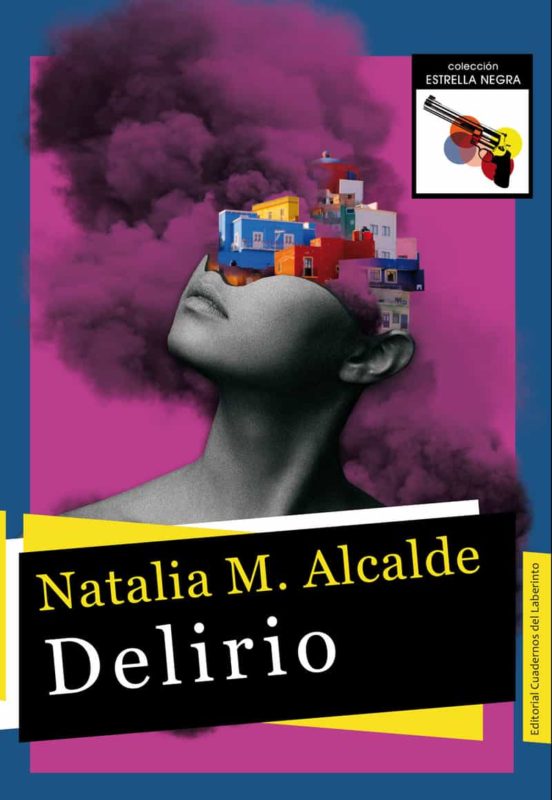 colección
ESTRELLA NEGRA
Natalia M. Alcalde
Delirio
Editorial Cuadernos del Laberinto